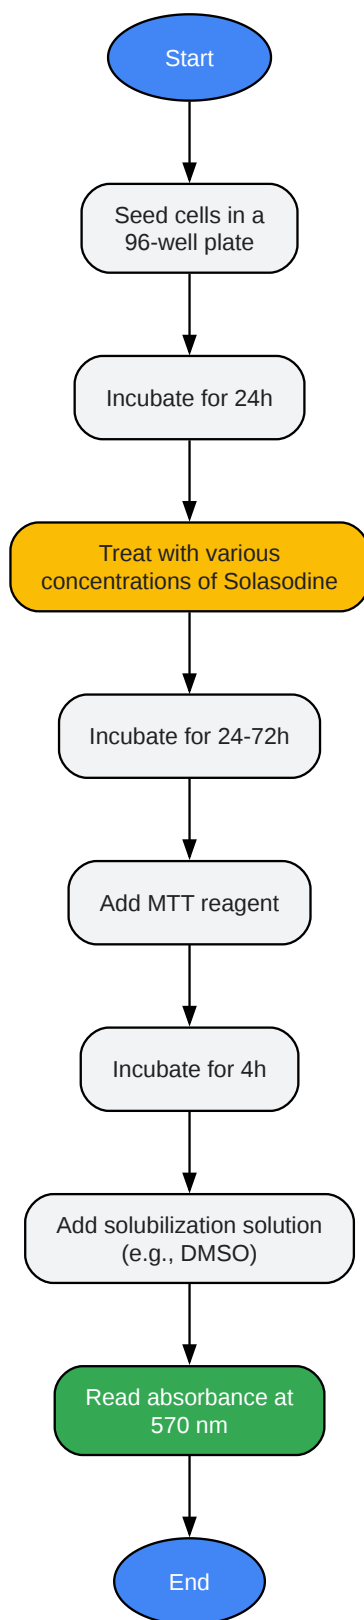 Start
Seed cells in a
96-well plate
Incubate for 24h
Treat with various
concentrations of Solasodine
Incubate for 24-72h
Add MTT reagent
Incubate for 4h
Add solubilization solution
(e.g., DMSO)
Read absorbance at
570 nm
End